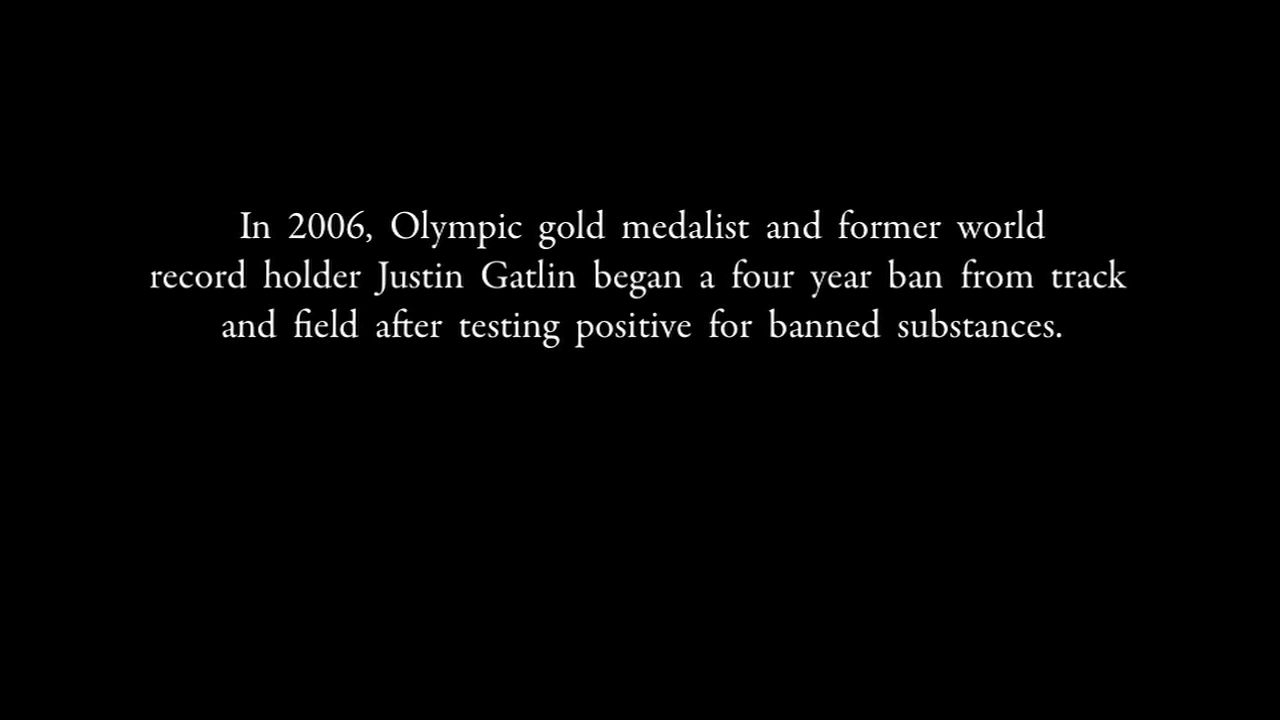 In 2006, Olympic gold medalist and former world
record holder Justin Gatlin began a four year ban from track
and field after testing positive for banned substances.